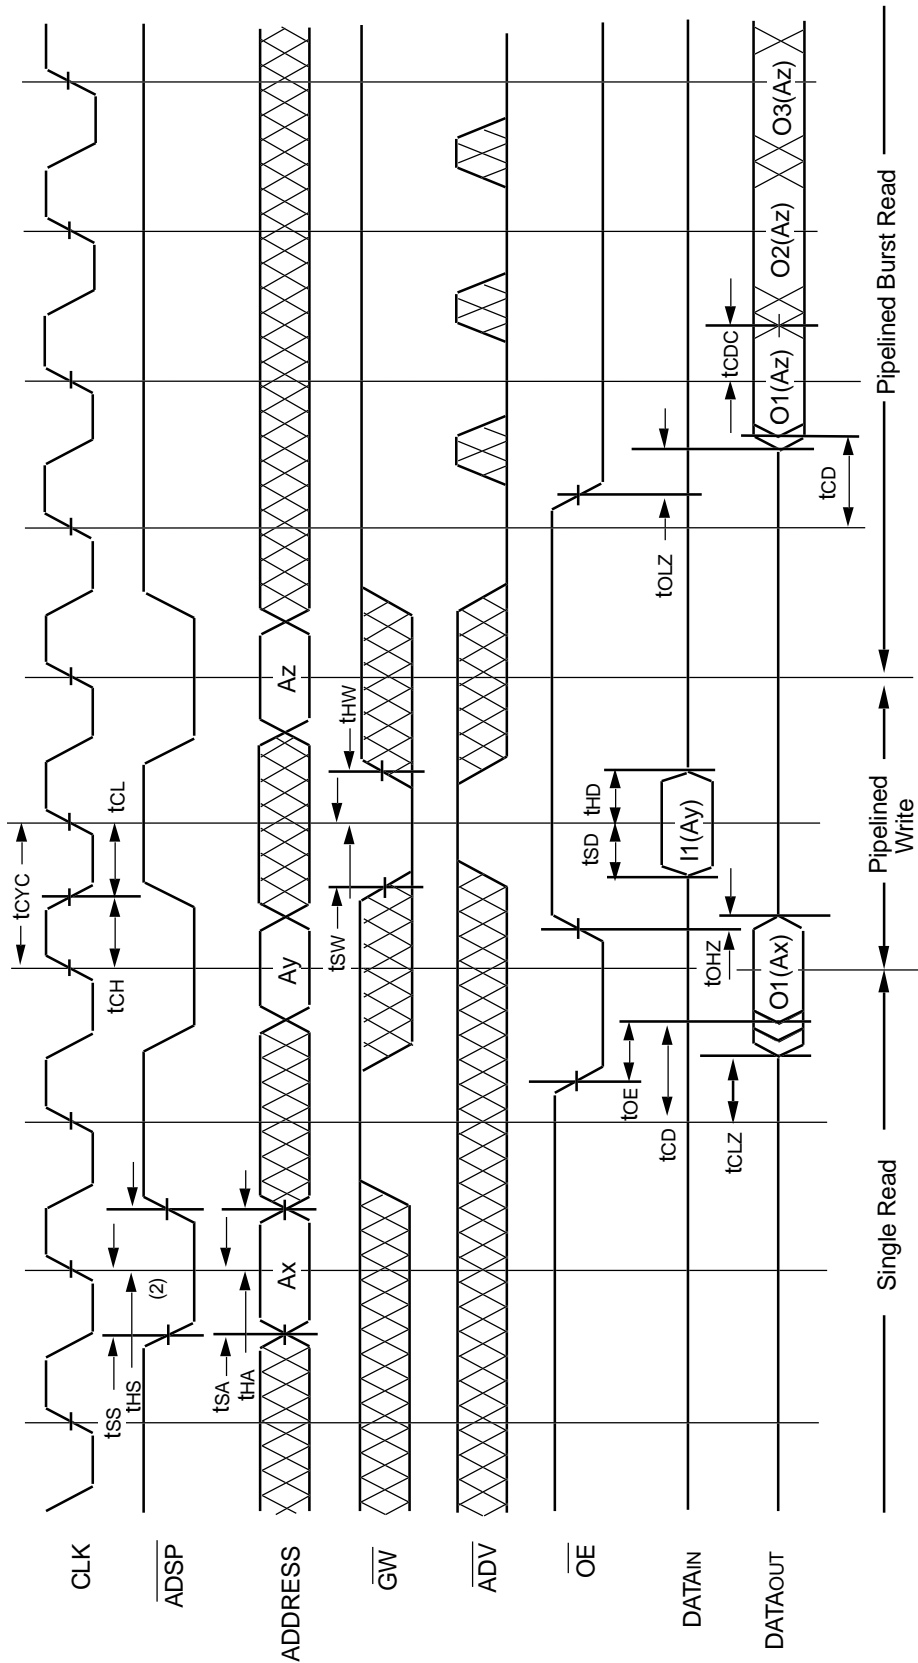 CLK
tCYC
tCH
tCL
ADSP
tSS
tHS
(2)
ADDRESS
tSA
tHA
Ax
Ay
Az
GW
tSW
tHW
ADV
OE
tOE
tOHZ
tOLZ
DATAIN
tSD
tHD
I1(Ay)
tCD
DATAOUT
tCLZ
O1(Ax)
tCDC
tCD
O1(Az)
O2(Az)
O3(Az)
Single Read
Pipelined
Write
Pipelined Burst Read